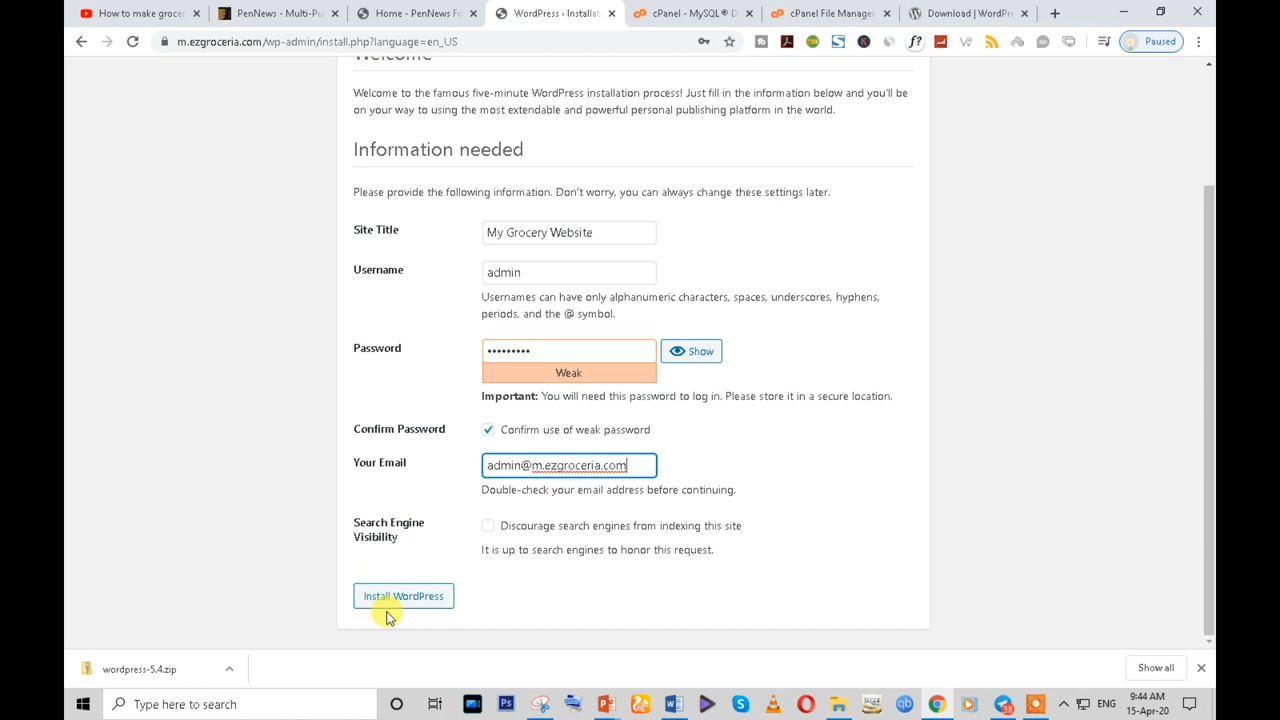 How to make grocer
PenNews - Multi-Pu
Home - PenNews Fo
WordPress › Installat
cPanel - MySQL® D
cPanel File Manager
Download | WordPre
m.ezgroceria.com/wp-admin/install.php?language=en_US
Paused
Welcome
Welcome to the famous five-minute WordPress installation process! Just fill in the information below and you'll be
on your way to using the most extendable and powerful personal publishing platform in the world.
Information needed
Please provide the following information. Don't worry, you can always change these settings later.
Site Title
My Grocery Website
Username
admin
Usernames can have only alphanumeric characters, spaces, underscores, hyphens,
periods, and the @ symbol.
Password
•••••••••
Show
Weak
Important: You will need this password to log in. Please store it in a secure location.
Confirm Password
Confirm use of weak password
Your Email
admin@m.ezgroceria.com
Double-check your email address before continuing.
Search Engine
Visibility
Discourage search engines from indexing this site
It is up to search engines to honor this request.
Install WordPress
wordpress-5.4.zip
Show all
Type here to search
ENG
9:44 AM
15-Apr-20